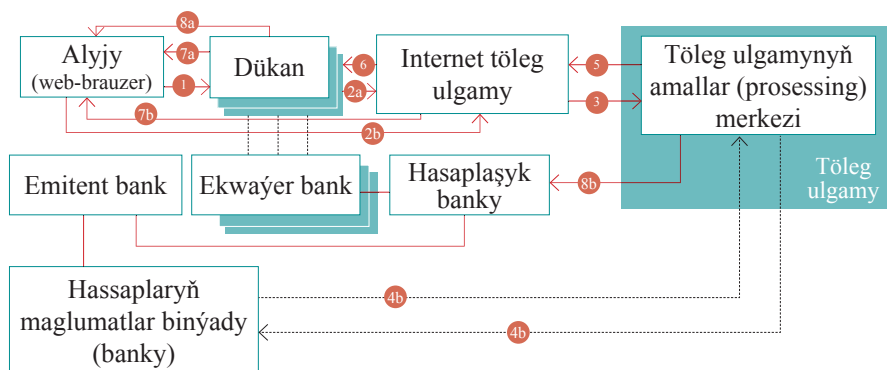 8a
Alyjy
(web-brauzer)
7a
1
Dükan
6
2a
Internet töleg
ulgamy
5
3
Töleg ulgamynyň
amallar (prosessing)
merkezi
7b
2b
Emitent bank
Ekwaýer bank
Hasaplaşyk
banky
8b
Töleg
ulgamy
Hassaplaryň
maglumatlar binýady
(banky)
4b
4b